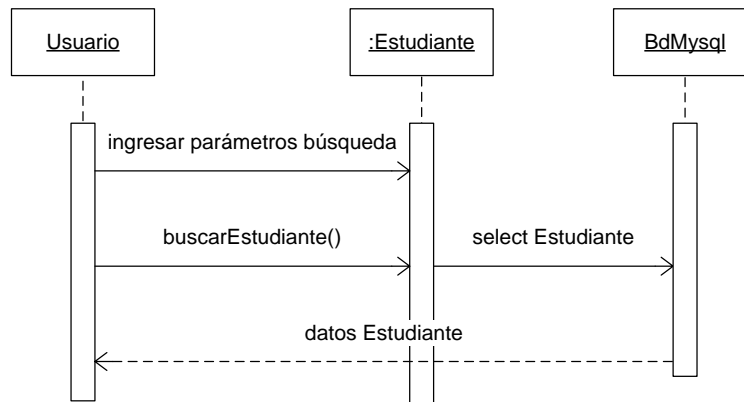 Usuario
:Estudiante
BdMysql
ingresar parámetros búsqueda
buscarEstudiante()
select Estudiante
datos Estudiante